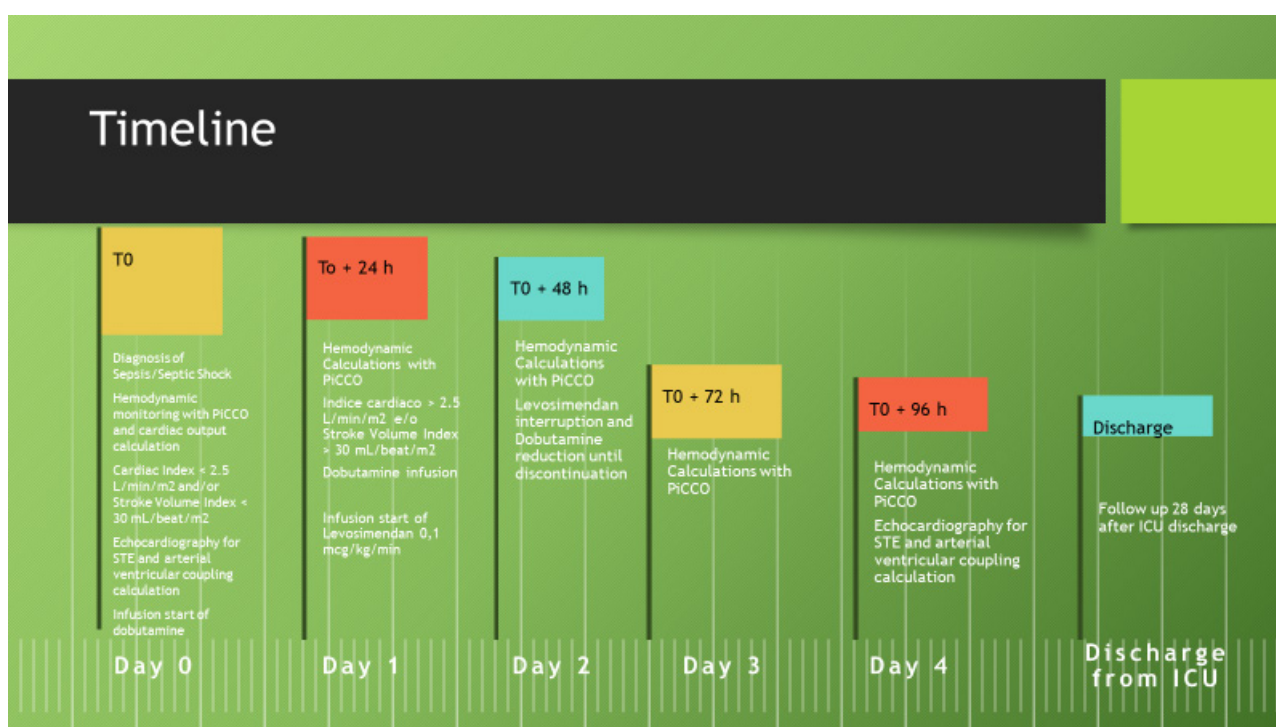 Timeline
T0
Diagnosis of
Sepsis/Septic Shock
Hemodynamic
monitoring with PiCCO
and cardiac output
calculation
Cardiac Index < 2.5
L/min/m2 and/or
Stroke Volume Index <
30 mL/beat/m2
Echocardiography for
STE and arterial
ventricular coupling
calculation
Infusion start of
dobutamine
Day 0
To + 24 h
Hemodynamic
Calculations with
PiCCO
Indice cardiaco > 2.5
L/min/m2 e/o
Stroke Volume Index
> 30 mL/beat/m2
Dobutamine infusion
Infusion start of
Levosimendan 0,1
mcg/kg/min
Day 1
T0 + 48 h
Hemodynamic
Calculations
with PiCCO
Levosimendan
interruption and
Dobutamine
reduction until
discontinuation
Day 2
T0 + 72 h
Hemodynamic
Calculations with
PiCCO
Day 3
T0 + 96 h
Hemodynamic
Calculations with
PiCCO
Echocardiography for
STE and arterial
ventricular coupling
calculation
Day 4
Discharge
Follow up 28 days
after ICU discharge
Discharge
from ICU